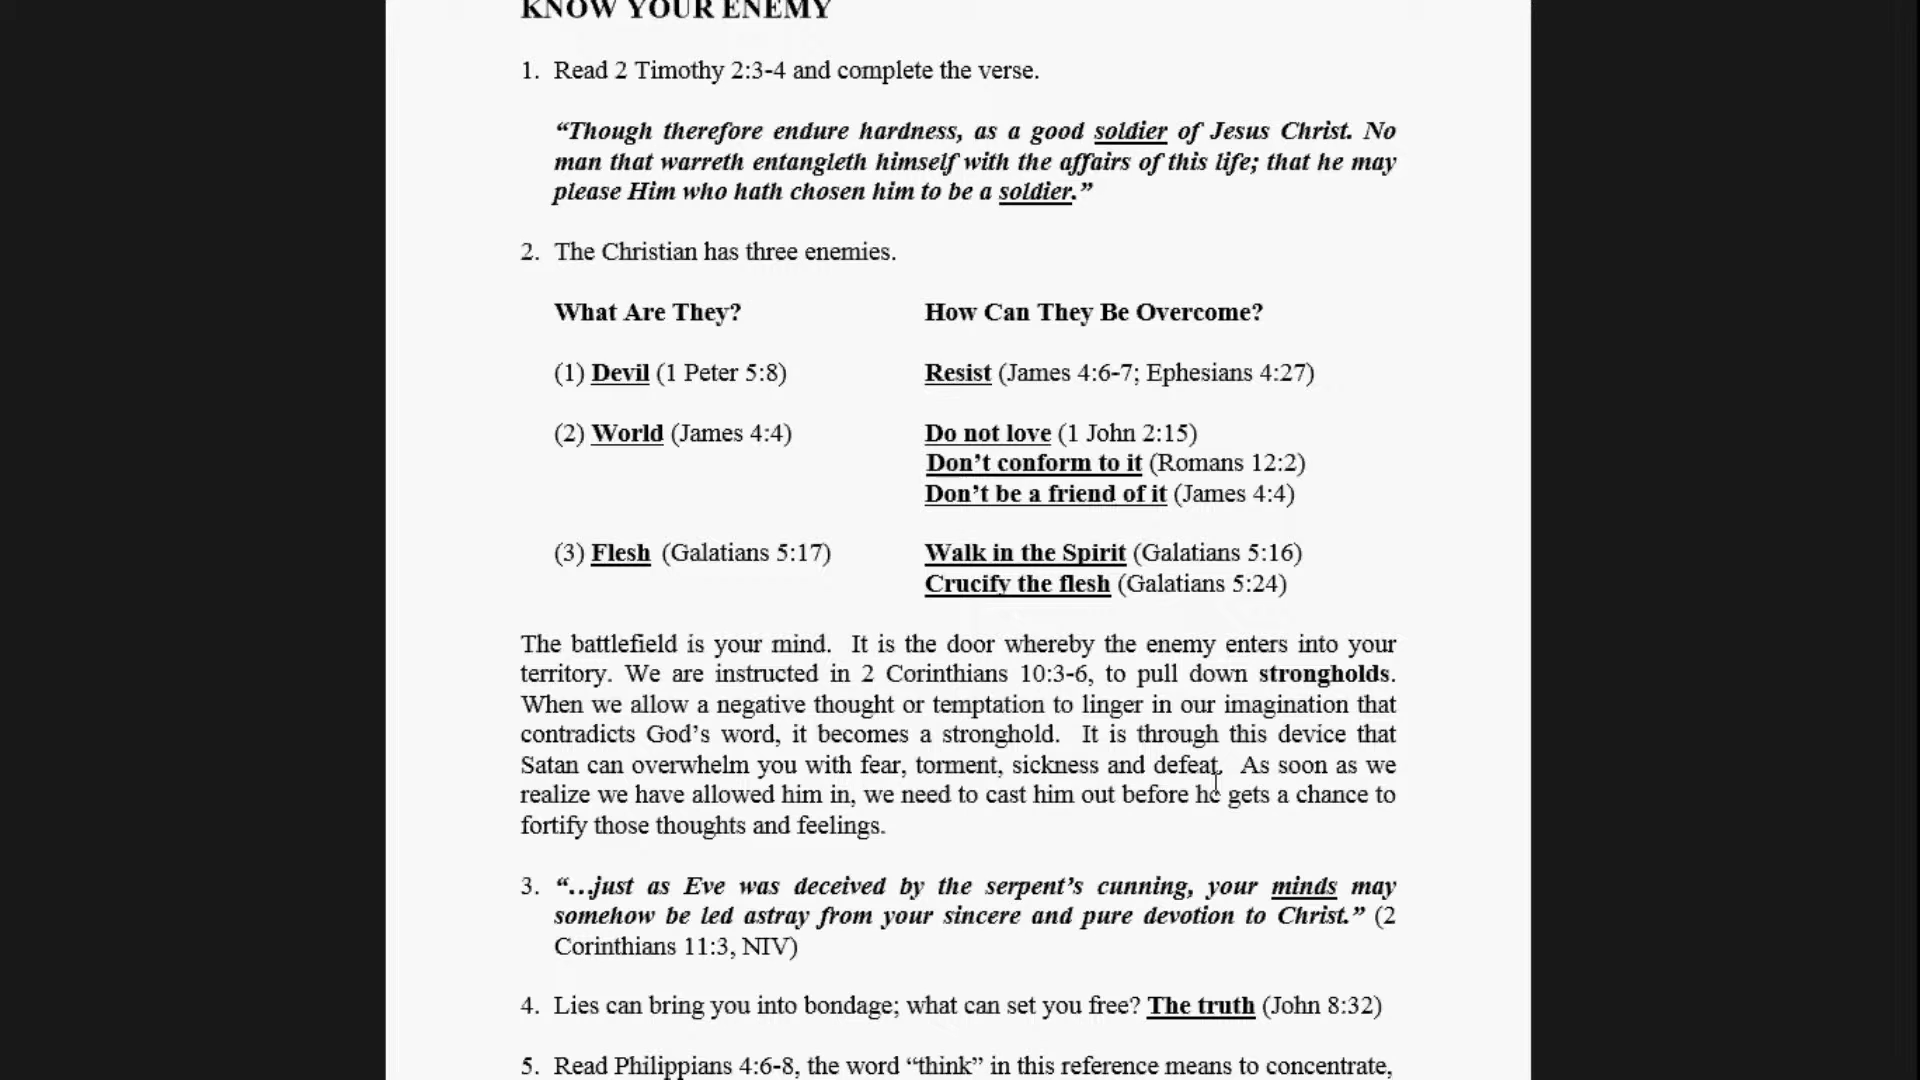 KNOW YOUR ENEMY
1. Read 2 Timothy 2:3-4 and complete the verse.
“Though therefore endure hardness, as a good soldier of Jesus Christ. No
man that warreth entangleth himself with the affairs of this life; that he may
please Him who hath chosen him to be a soldier.”
2. The Christian has three enemies.
What Are They? How Can They Be Overcome?
(1) Devil (1 Peter 5:8) Resist (James 4:6-7; Ephesians 4:27)
(2) World (James 4:4) Do not love (1 John 2:15)
Don’t conform to it (Romans 12:2)
Don’t be a friend of it (James 4:4)
(3) Flesh (Galatians 5:17) Walk in the Spirit (Galatians 5:16)
Crucify the flesh (Galatians 5:24)
The battlefield is your mind. It is the door whereby the enemy enters into your
territory. We are instructed in 2 Corinthians 10:3-6, to pull down strongholds.
When we allow a negative thought or temptation to linger in our imagination that
contradicts God’s word, it becomes a stronghold. It is through this device that
Satan can overwhelm you with fear, torment, sickness and defeat. As soon as we
realize we have allowed him in, we need to cast him out before he gets a chance to
fortify those thoughts and feelings.
3. “…just as Eve was deceived by the serpent’s cunning, your minds may
somehow be led astray from your sincere and pure devotion to Christ.” (2
Corinthians 11:3, NIV)
4. Lies can bring you into bondage; what can set you free? The truth (John 8:32)
5. Read Philippians 4:6-8, the word “think” in this reference means to concentrate,